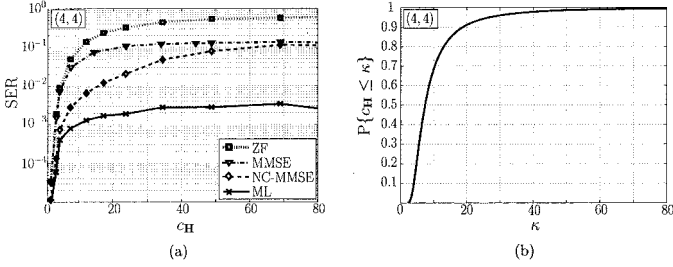 (4, 4)
10^0
10^-1
10^-2
10^-3
10^-4
SER
0 20 40 60 80
c_H
ZF
MMSE
NC-MMSE
ML
(a)
(4, 4)
1
0.9
0.8
0.7
0.6
0.5
0.4
0.3
0.2
0.1
P{c_H ≤ κ}
0 20 40 60 80
κ
(b)